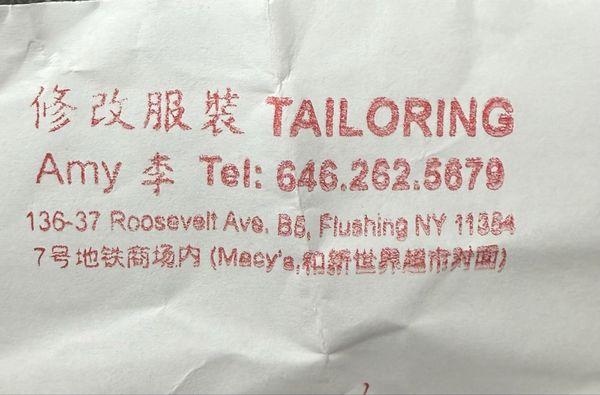 修改服裝 TAILORING
Amy 李 Tel: 646.262.5679
136-37 Roosevelt Ave. B5, Flushing NY 11354
7号地铁商场内 (Macy's,和新世界超市对面)